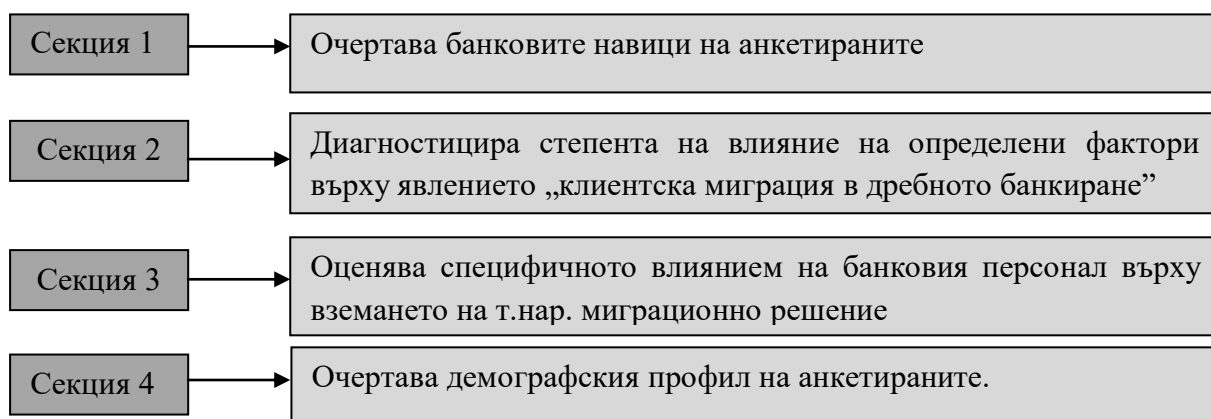 Секция 1
Очертава банковите навици на анкетираните
Секция 2
Диагностицира степента на влияние на определени фактори
върху явлението „клиентска миграция в дребното банкиране”
Секция 3
Оценява специфичното влиянием на банковия персонал върху
вземането на т.нар. миграционно решение
Секция 4
Очертава демографския профил на анкетираните.